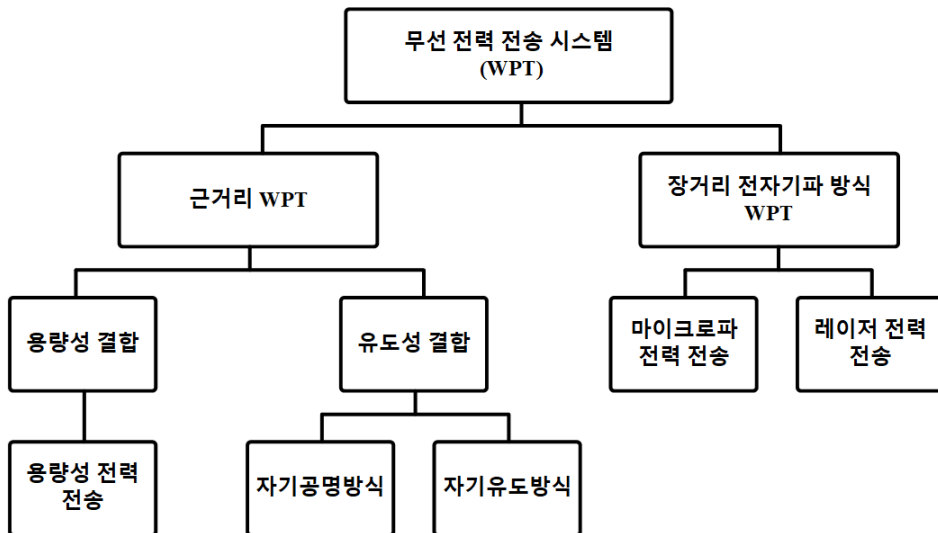 무선 전력 전송 시스템
(WPT)
근거리 WPT
장거리 전자기파 방식
WPT
용량성 결합
유도성 결합
마이크로파
전력 전송
레이저 전력
전송
용량성 전력
전송
자기공명방식
자기유도방식